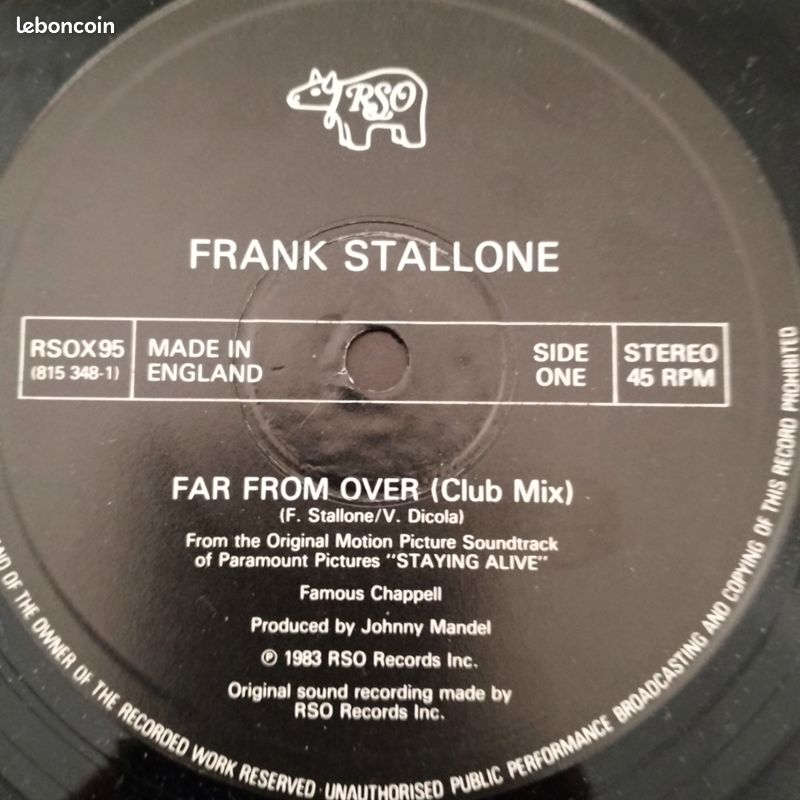 leboncoin
RSO
FRANK STALLONE
RSOX95
(815 348-1)
MADE IN
ENGLAND
SIDE
ONE
STEREO
45 RPM
FAR FROM OVER (Club Mix)
(F. Stallone/V. Dicola)
From the Original Motion Picture Soundtrack
of Paramount Pictures "STAYING ALIVE"
Famous Chappell
Produced by Johnny Mandel
℗ 1983 RSO Records Inc.
Original sound recording made by
RSO Records Inc.
OF THE OWNER OF THE RECORDED WORK RESERVED · UNAUTHORISED PUBLIC PERFORMANCE BROADCASTING AND COPYING OF THIS RECORD PROHIBITED